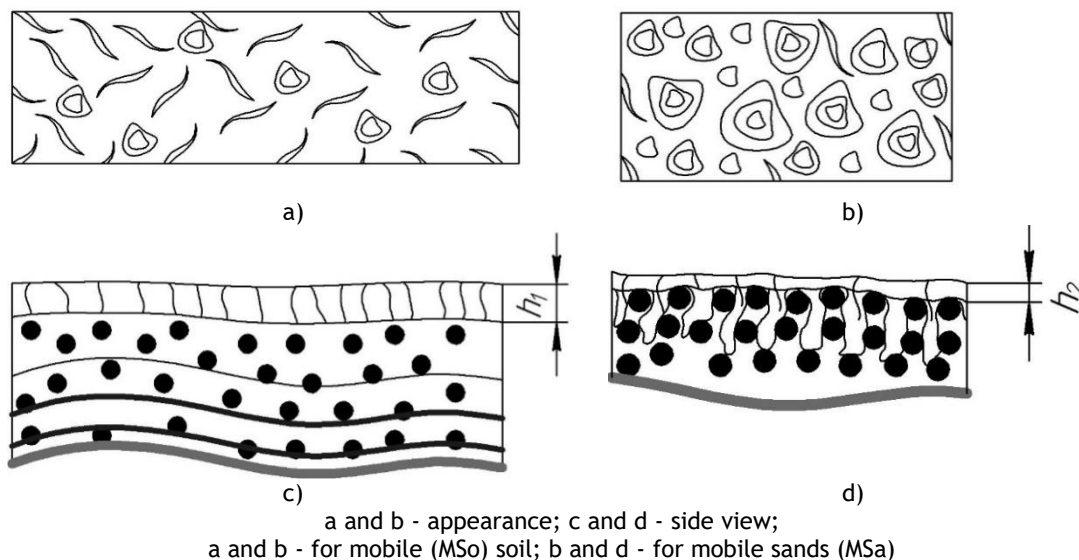 a)
b)
h₁
h₂
c)
d)
a and b - appearance; c and d - side view;
a and b - for mobile (MSo) soil; b and d - for mobile sands (MSa)